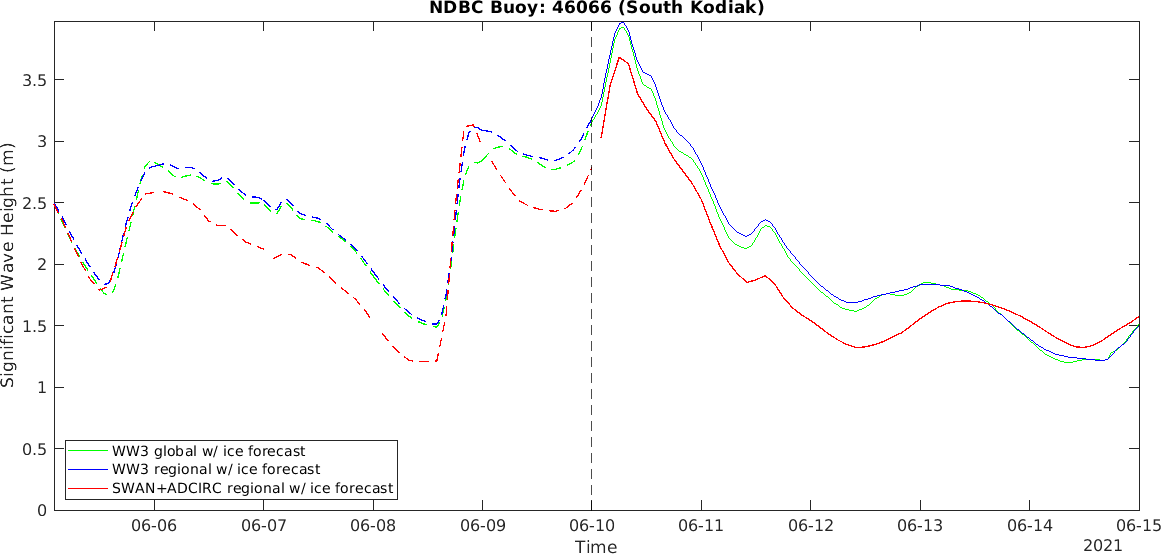 NDBC Buoy: 46066 (South Kodiak)
Significant Wave Height (m)
3.5
3
2.5
2
1.5
1
0.5
0
WW3 global w/ ice forecast
WW3 regional w/ ice forecast
SWAN+ADCIRC regional w/ ice forecast
06-06 06-07 06-08 06-09 06-10 06-11 06-12 06-13 06-14 06-15
Time
2021